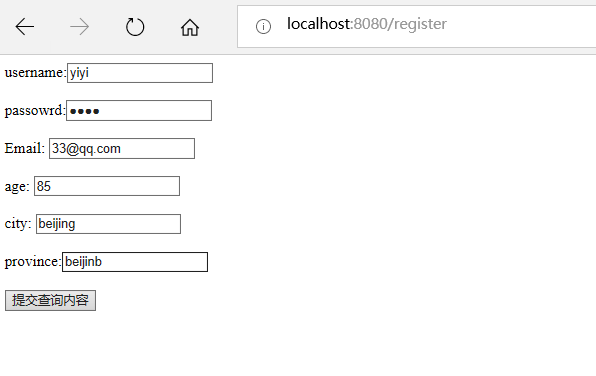 localhost:8080/register
username:yiyi
passowrd:●●●●
Email: 33@qq.com
age: 85
city: beijing
province:beijinb
提交查询内容